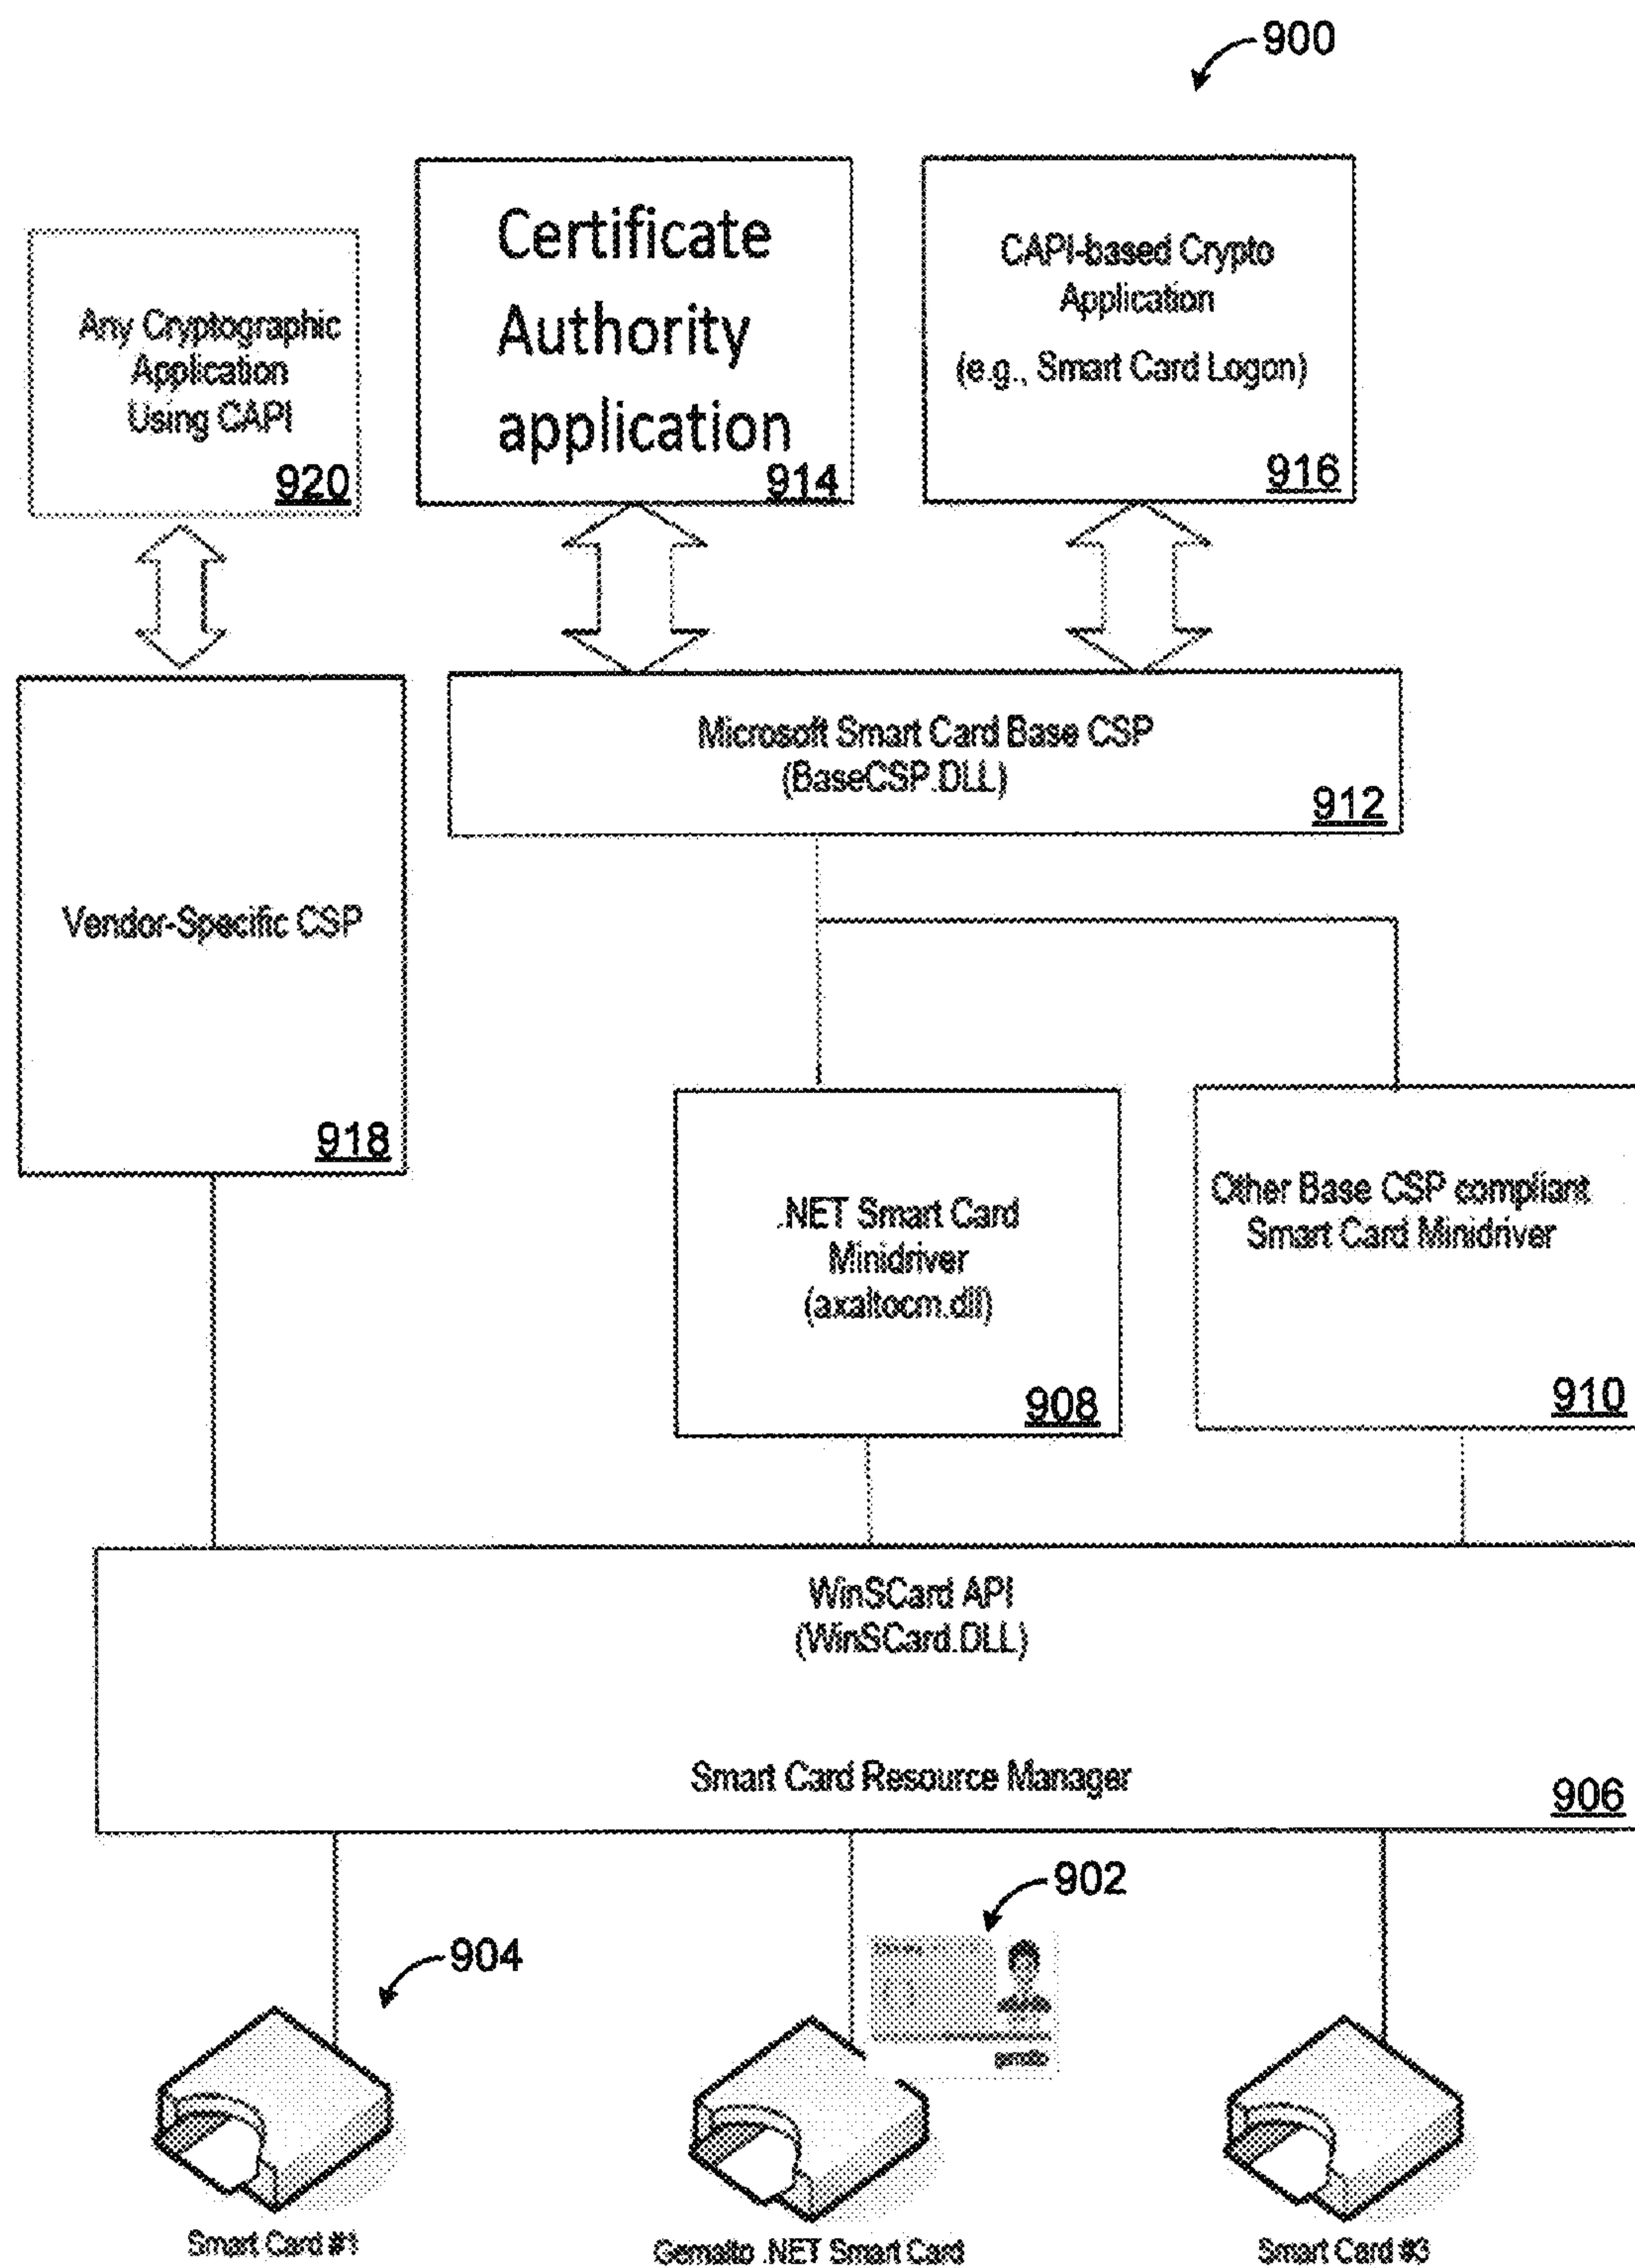 900
Certificate
Authority
application
914
CAPI-based Crypto
Application
(e.g., Smart Card Logon)
916
Any Cryptographic
Application
Using CAPI
920
Microsoft Smart Card Base CSP
(BaseCSP.DLL)
912
Vendor-Specific CSP
918
.NET Smart Card
Minidriver
(axaltocm.dll)
908
Other Base CSP compliant
Smart Card Minidriver
910
WinSCard API
(WinSCard.DLL)
Smart Card Resource Manager
906
902
904
Smart Card #1
Gemalto .NET Smart Card
Smart Card #3